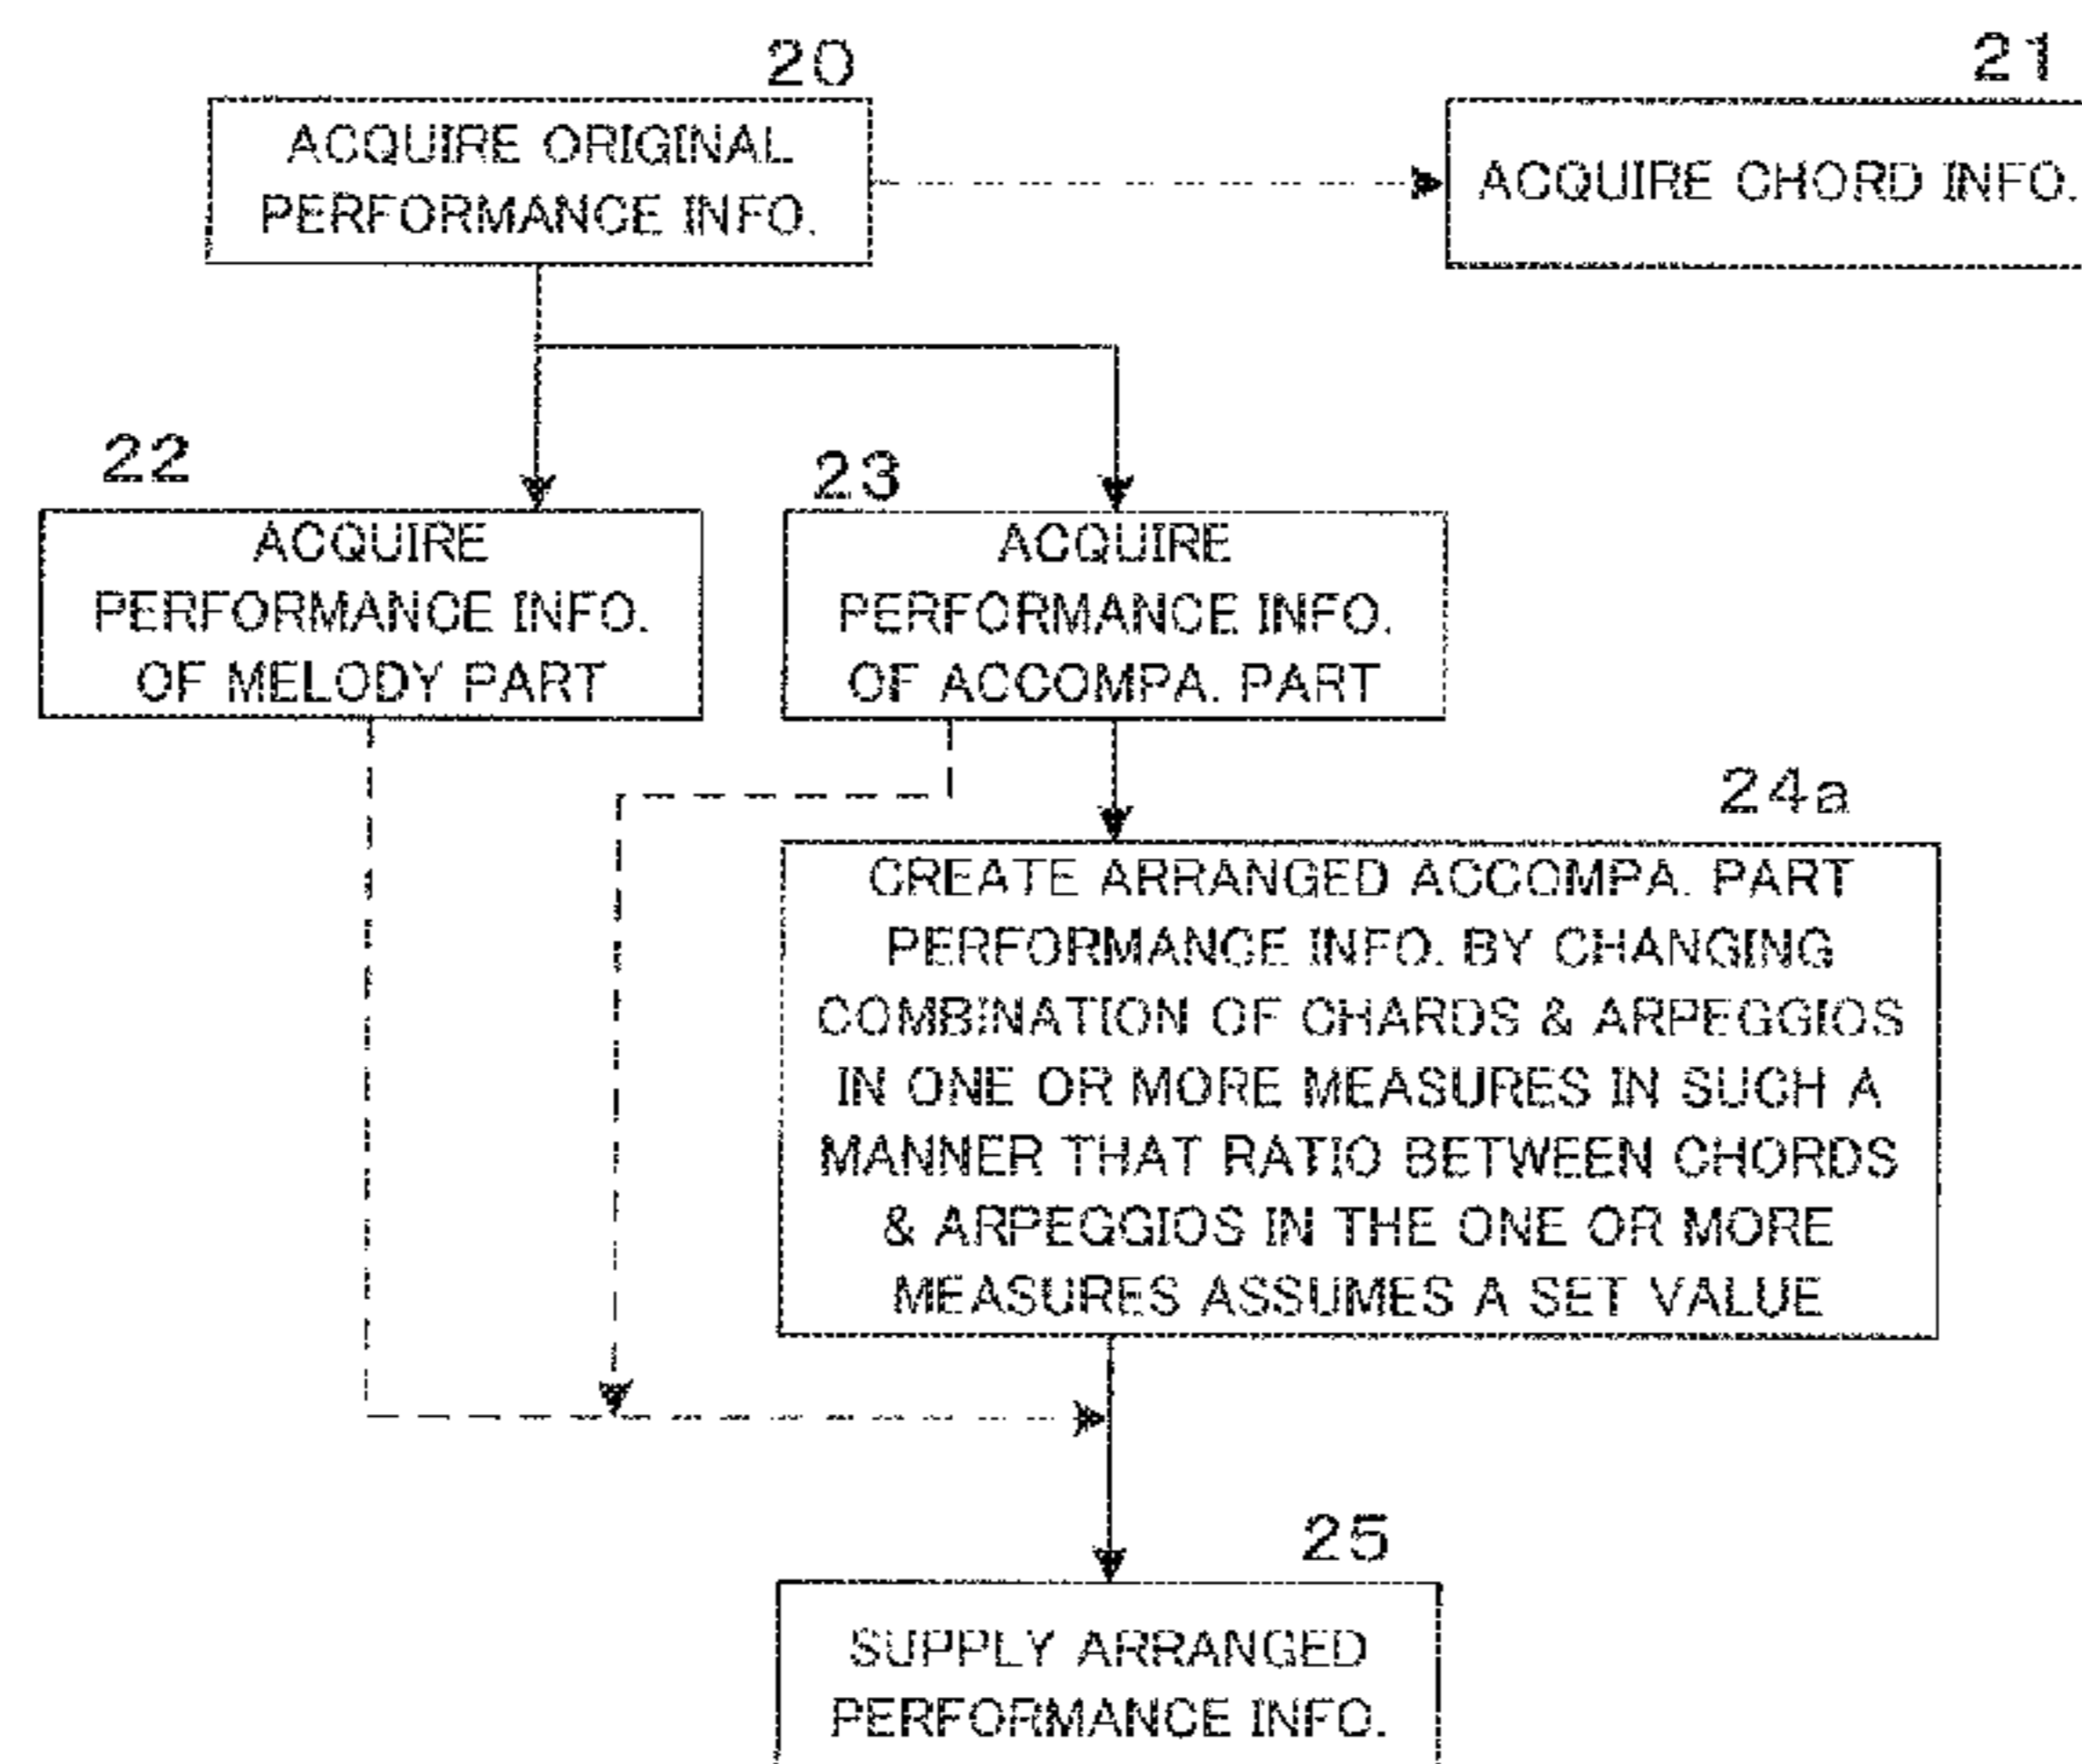 20
ACQUIRE ORIGINAL
PERFORMANCE INFO.
21
ACQUIRE CHORD INFO.
22
ACQUIRE
PERFORMANCE INFO.
OF MELODY PART
23
ACQUIRE
PERFORMANCE INFO.
OF ACCOMPA. PART
24a
CREATE ARRANGED ACCOMPA. PART
PERFORMANCE INFO. BY CHANGING
COMBINATION OF CHARDS & ARPEGGIOS
IN ONE OR MORE MEASURES IN SUCH A
MANNER THAT RATIO BETWEEN CHORDS
& ARPEGGIOS IN THE ONE OR MORE
MEASURES ASSUMES A SET VALUE
25
SUPPLY ARRANGED
PERFORMANCE INFO.